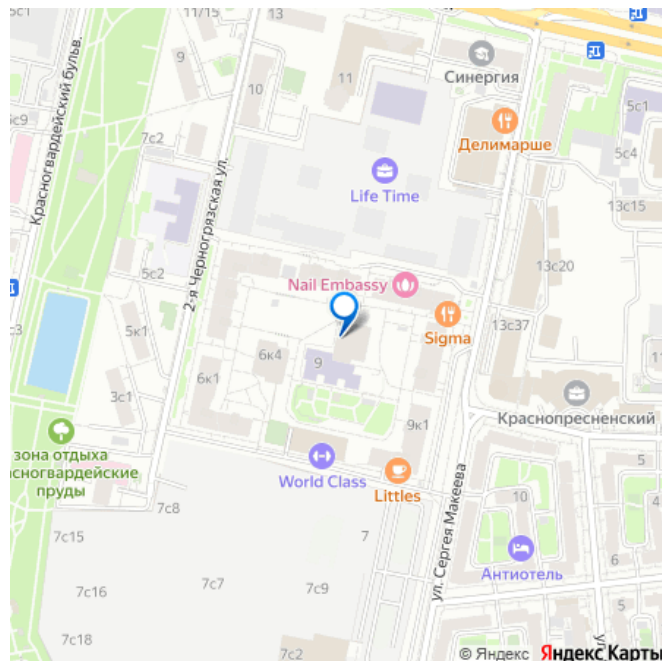 5с1
11/15
9
10
11
Синергия
5с1
Делимарше
5с4
Красногвардейский бульв.
5с9
7с2
2-я Черногрязская ул.
Life Time
13с15
13с20
5с2
Nail Embassy
Sigma
13с37
5к1
6к4
9
6к1
3с1
9к1
Краснопресненский
зона отдыха
асногвардейские
пруды
World Class
Littles
ул. Сергея Макеева
5
6
10
7с8
7с15
7
Антиотель
7с16
7с7
7с9
5
7с18
7с2
© Яндекс Яндекс Карты